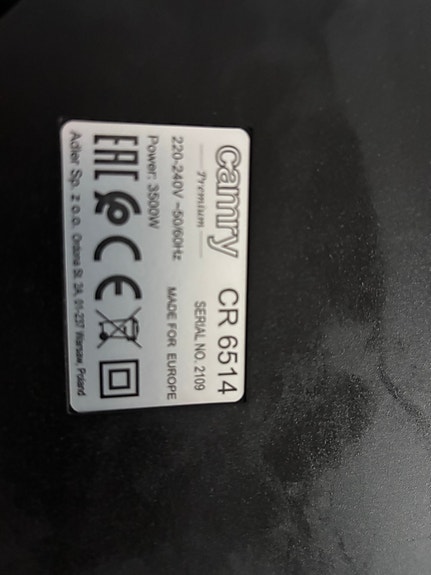 Camry CR 6514
Premium
SERIAL NO. 2109
220-240V ~50/60Hz
MADE FOR EUROPE
Power: 3500W
EAC CE
Adler Sp. z o.o. Ordona St. 2A, 01-237 Warsaw, Poland